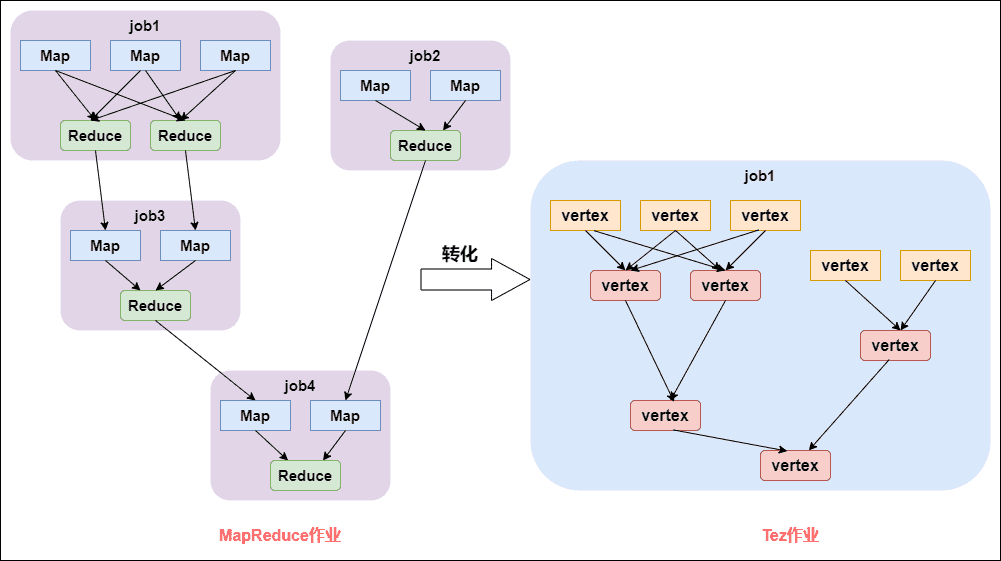 job1
Map
Map
Map
Reduce
Reduce
job2
Map
Map
Reduce
job3
Map
Map
Reduce
job4
Map
Map
Reduce
MapReduce作业
转化
job1
vertex
vertex
vertex
vertex
vertex
vertex
vertex
vertex
vertex
vertex
Tez作业